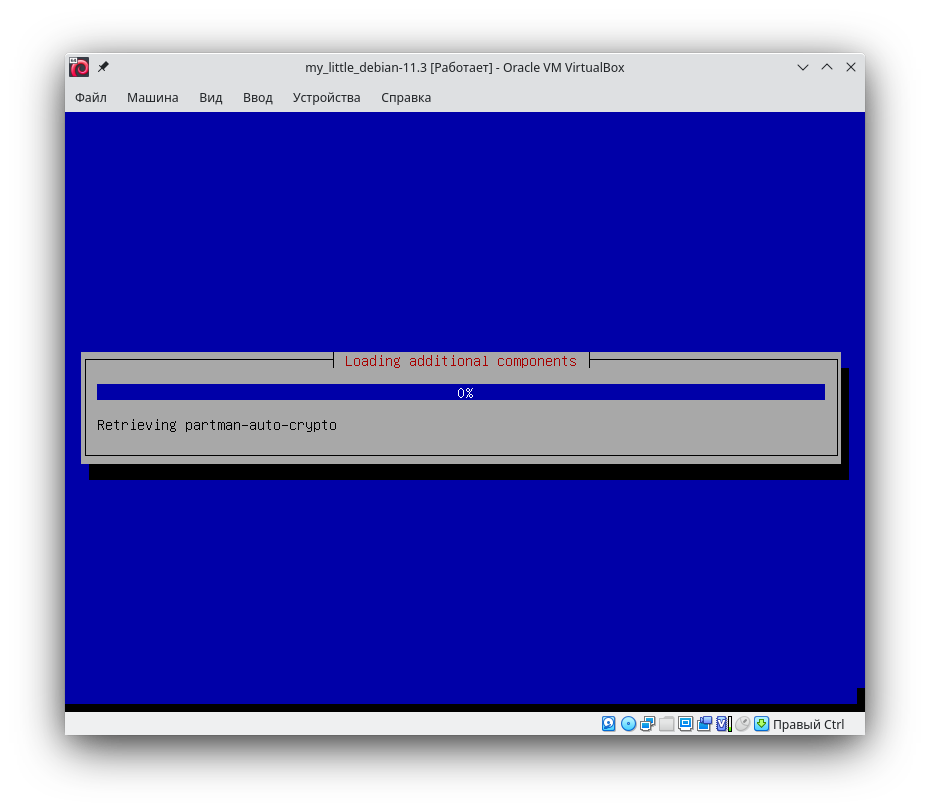 my_little_debian-11.3 [Работает] - Oracle VM VirtualBox
Файл Машина Вид Ввод Устройства Справка
Loading additional components
0%
Retrieving partman-auto-crypto
Правый Ctrl